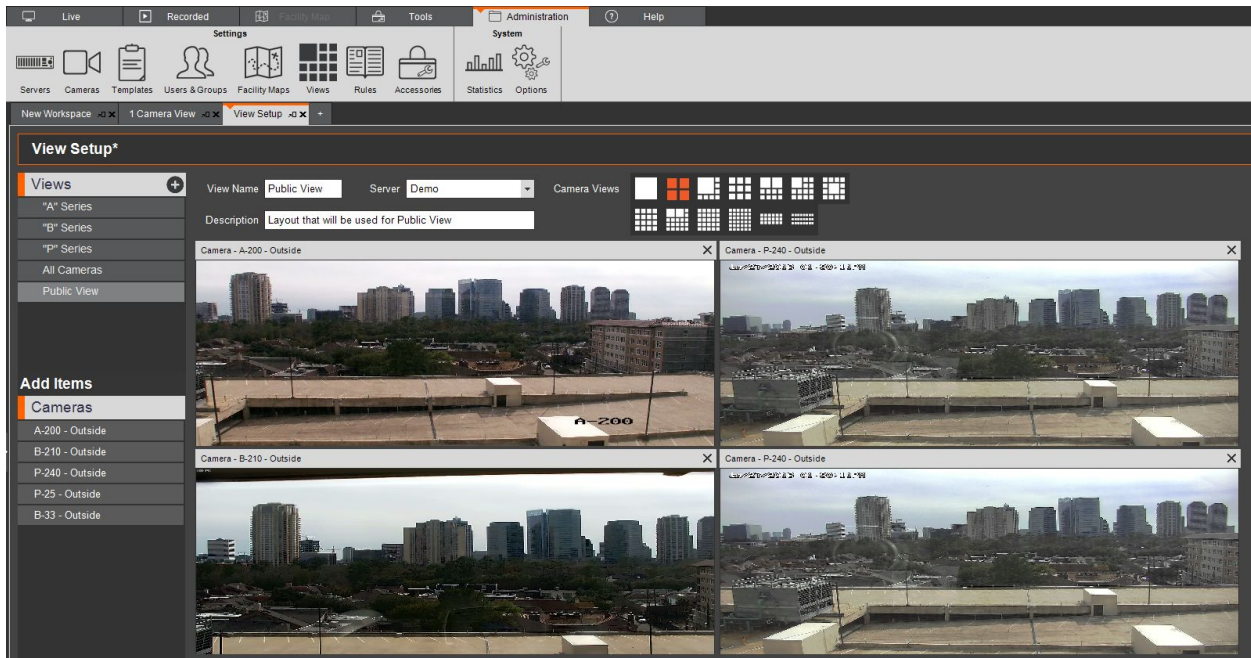 Live Recorded Facility Map Tools Administration ? Help
Settings System
Servers Cameras Templates Users & Groups Facility Maps Views Rules Accessories Statistics Options
New Workspace 1 Camera View View Setup +
View Setup*
Views
"A" Series
"B" Series
"P" Series
All Cameras
Public View
Add Items
Cameras
A-200 - Outside
B-210 - Outside
P-240 - Outside
P-25 - Outside
B-33 - Outside
View Name Public View Server Demo Camera Views
Description Layout that will be used for Public View
Camera - A-200 - Outside
A-200
Camera - P-240 - Outside
Camera - B-210 - Outside
Camera - P-240 - Outside